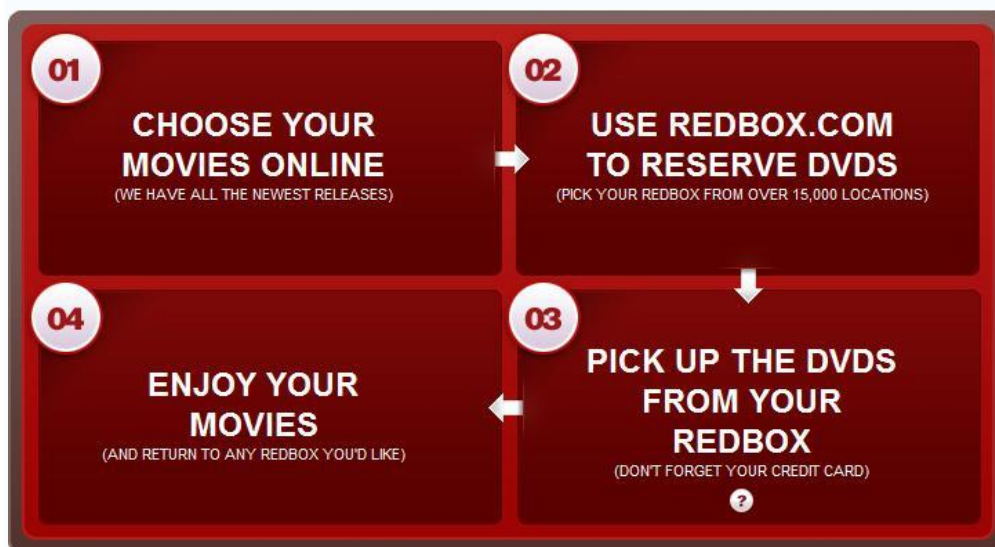 01
CHOOSE YOUR
MOVIES ONLINE
(WE HAVE ALL THE NEWEST RELEASES)
02
USE REDBOX.COM
TO RESERVE DVDS
(PICK YOUR REDBOX FROM OVER 15,000 LOCATIONS)
03
PICK UP THE DVDS
FROM YOUR
REDBOX
(DON'T FORGET YOUR CREDIT CARD)
?
04
ENJOY YOUR
MOVIES
(AND RETURN TO ANY REDBOX YOU'D LIKE)